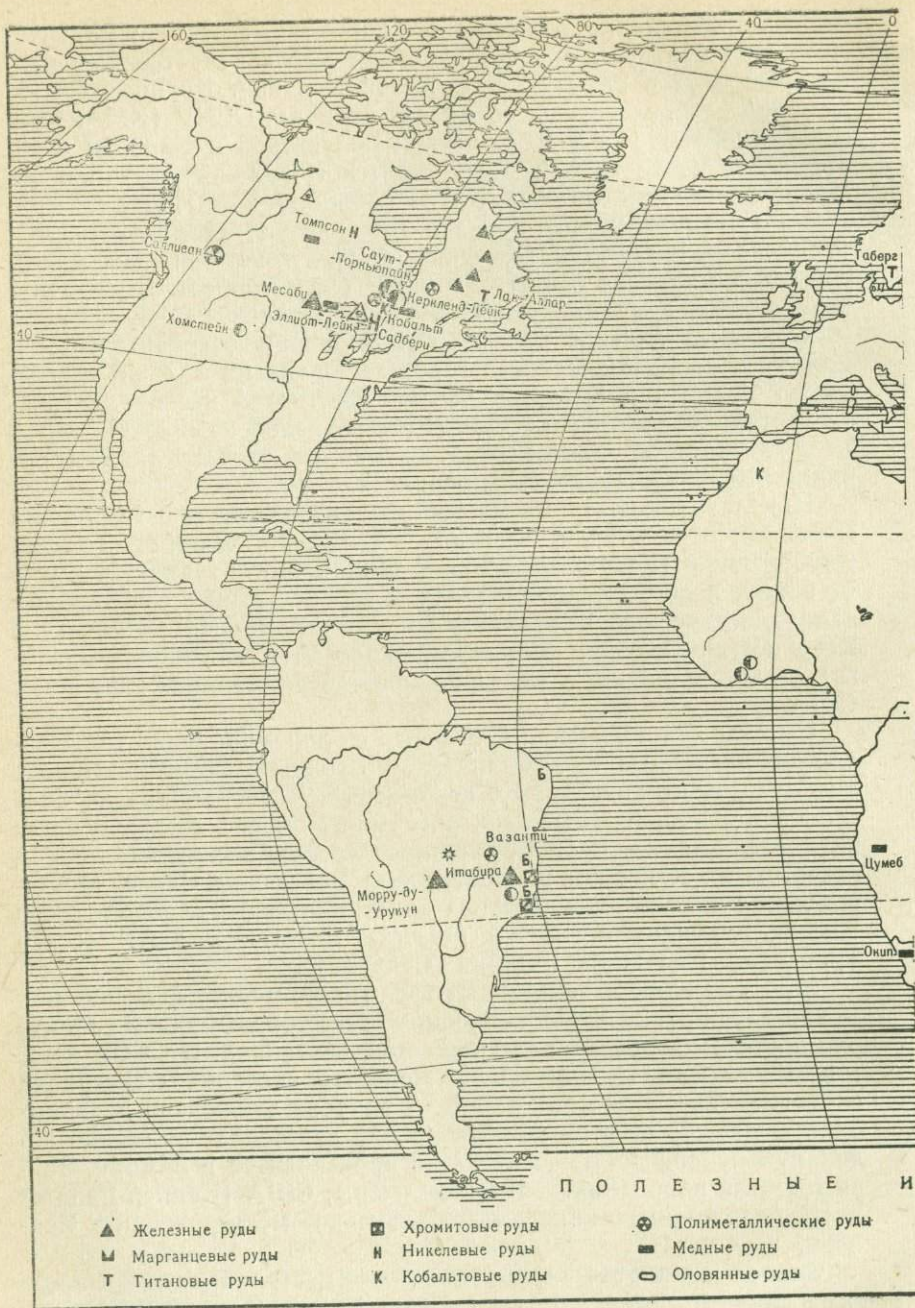 160
120
80
40
0
Томпсон Н
Салливан
Саут-
-Поркьюпайн
Таберг
Т
Месаби
Керкленд-Лейк
Т Лак-Аллар
Хомстейк
Эллиот-Лейк
К Кобальт
Н Садбери
40
К
0
Б
Вазанти
Итабира
Б
Б
Морру-ду-
-Урукун
Цумеб
Окип
40
ПОЛЕЗНЫЕ И
Железные руды
Хромитовые руды
Полиметаллические руды
Марганцевые руды
Н Никелевые руды
Медные руды
Т Титановые руды
К Кобальтовые руды
Оловянные руды